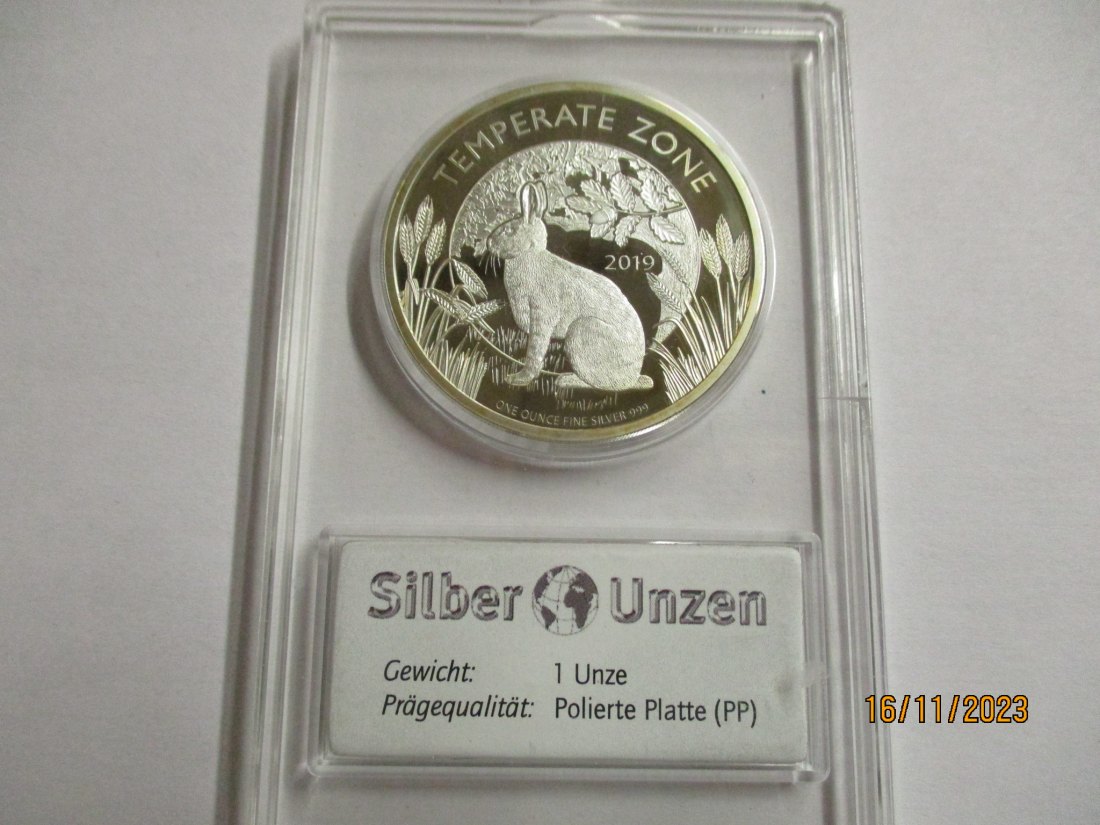 TEMPERATE ZONE
2019
ONE OUNCE FINE SILVER 999
Silber Unzen
Gewicht: 1 Unze
Prägequalität: Polierte Platte (PP)
16/11/2023